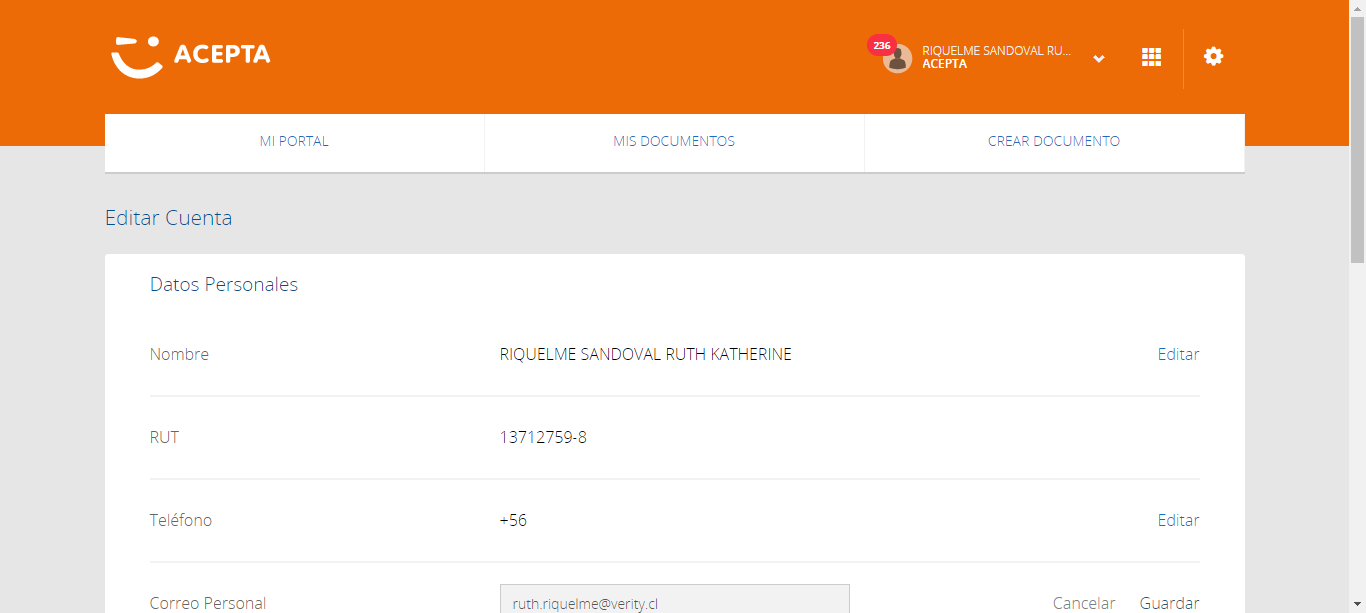 ACEPTA
236
RIQUELME SANDOVAL RU...
ACEPTA
MI PORTAL
MIS DOCUMENTOS
CREAR DOCUMENTO
Editar Cuenta
Datos Personales
Nombre RIQUELME SANDOVAL RUTH KATHERINE Editar
RUT 13712759-8
Teléfono +56 Editar
Correo Personal ruth.riquelme@verity.cl Cancelar Guardar